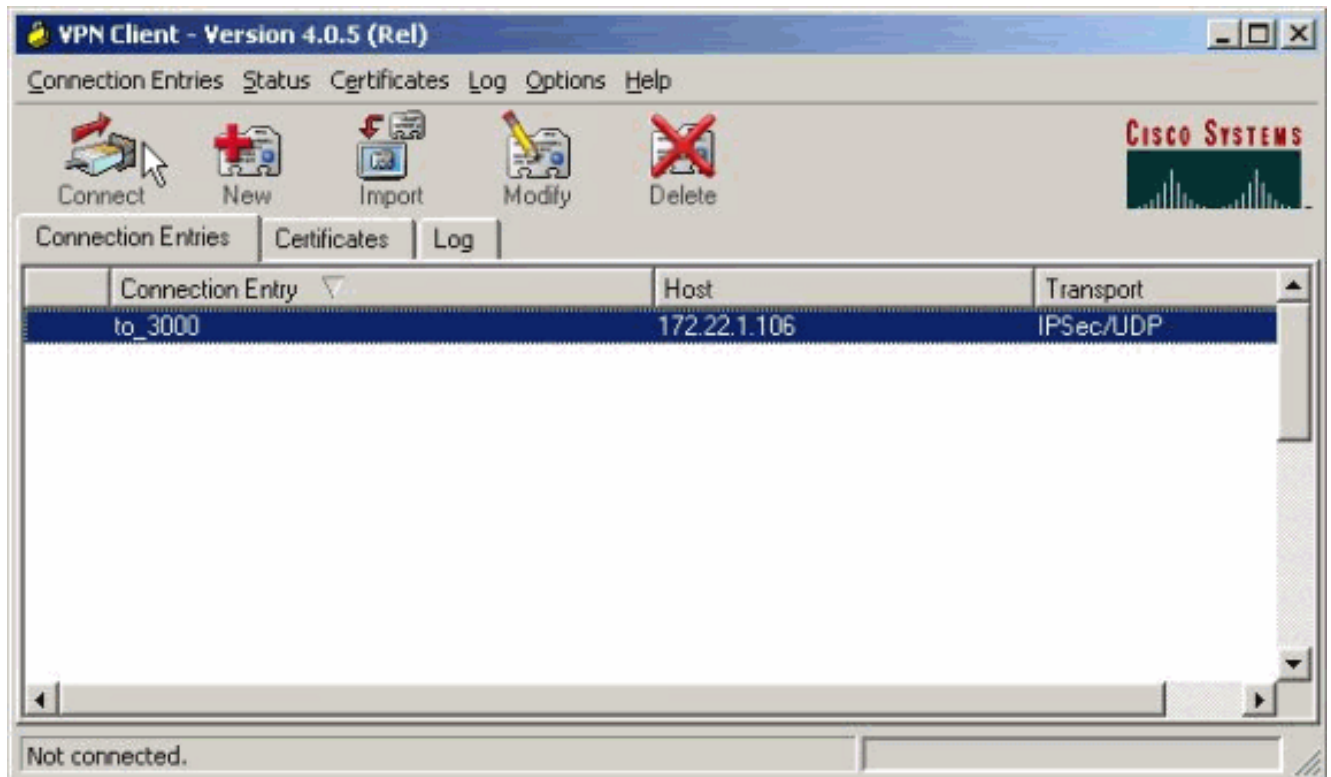 VPN Client - Version 4.0.5 (Rel)
Connection Entries Status Certificates Log Options Help
Connect New Import Modify Delete
CISCO SYSTEMS
Connection Entries Certificates Log
Connection Entry Host Transport
to_3000 172.22.1.106 IPSec/UDP
Not connected.